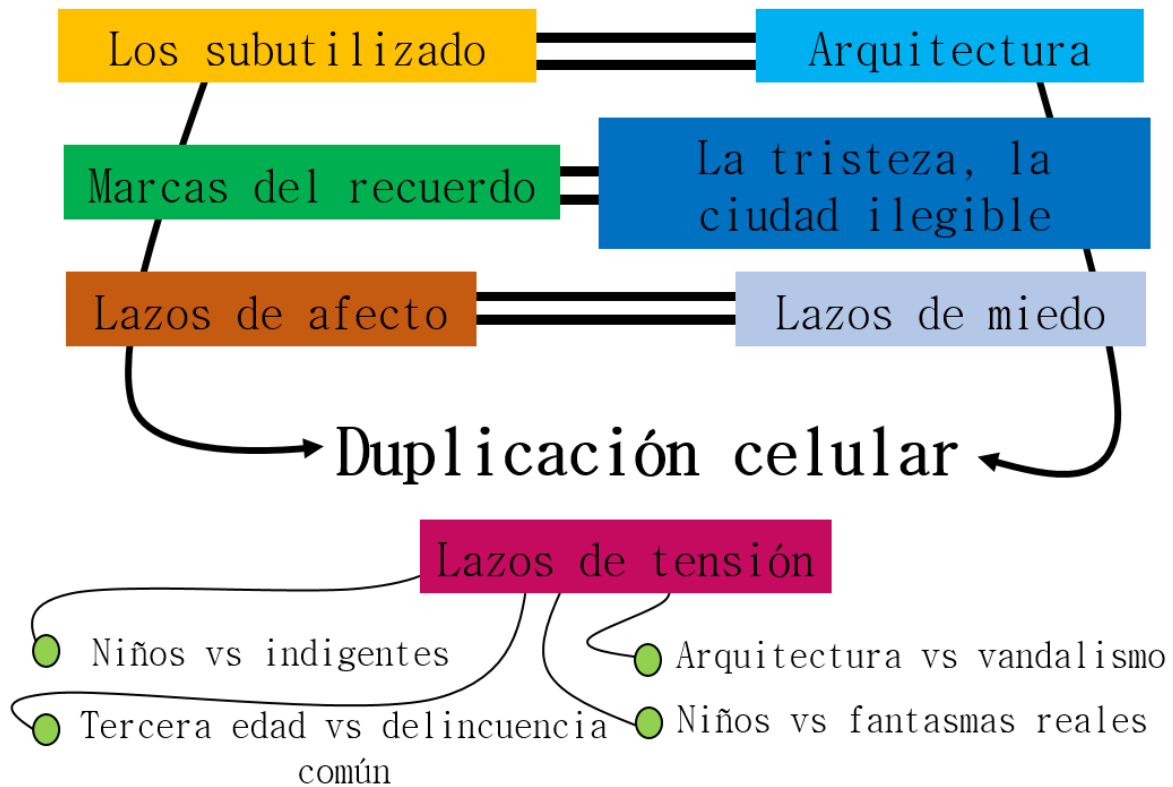 Los subutilizado
Arquitectura
Marcas del recuerdo
La tristeza, la
ciudad ilegible
Lazos de afecto
Lazos de miedo
Duplicación celular
Lazos de tensión
Niños vs indigentes
Arquitectura vs vandalismo
Tercera edad vs delincuencia
común
Niños vs fantasmas reales